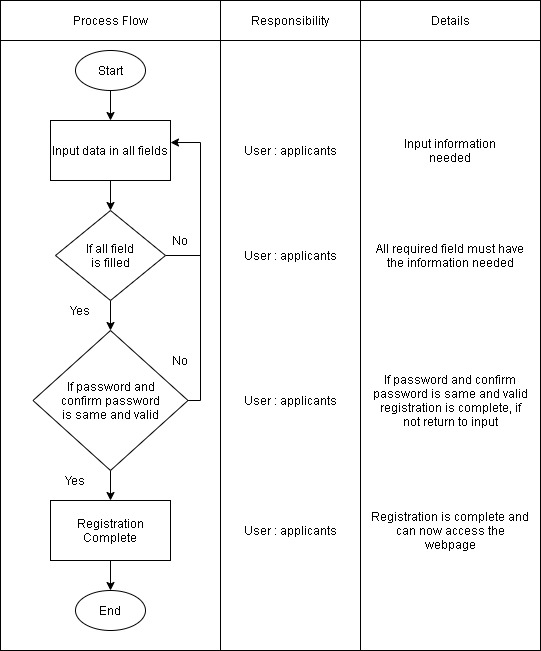 Process Flow
Responsibility
Details
Start
Input data in all fields
User : applicants
Input information
needed
If all field
is filled
No
User : applicants
All required field must have
the information needed
Yes
If password and
confirm password
is same and valid
No
User : applicants
If password and confirm
password is same and valid
registration is complete, if
not return to input
Yes
Registration
Complete
User : applicants
Registration is complete and
can now access the
webpage
End